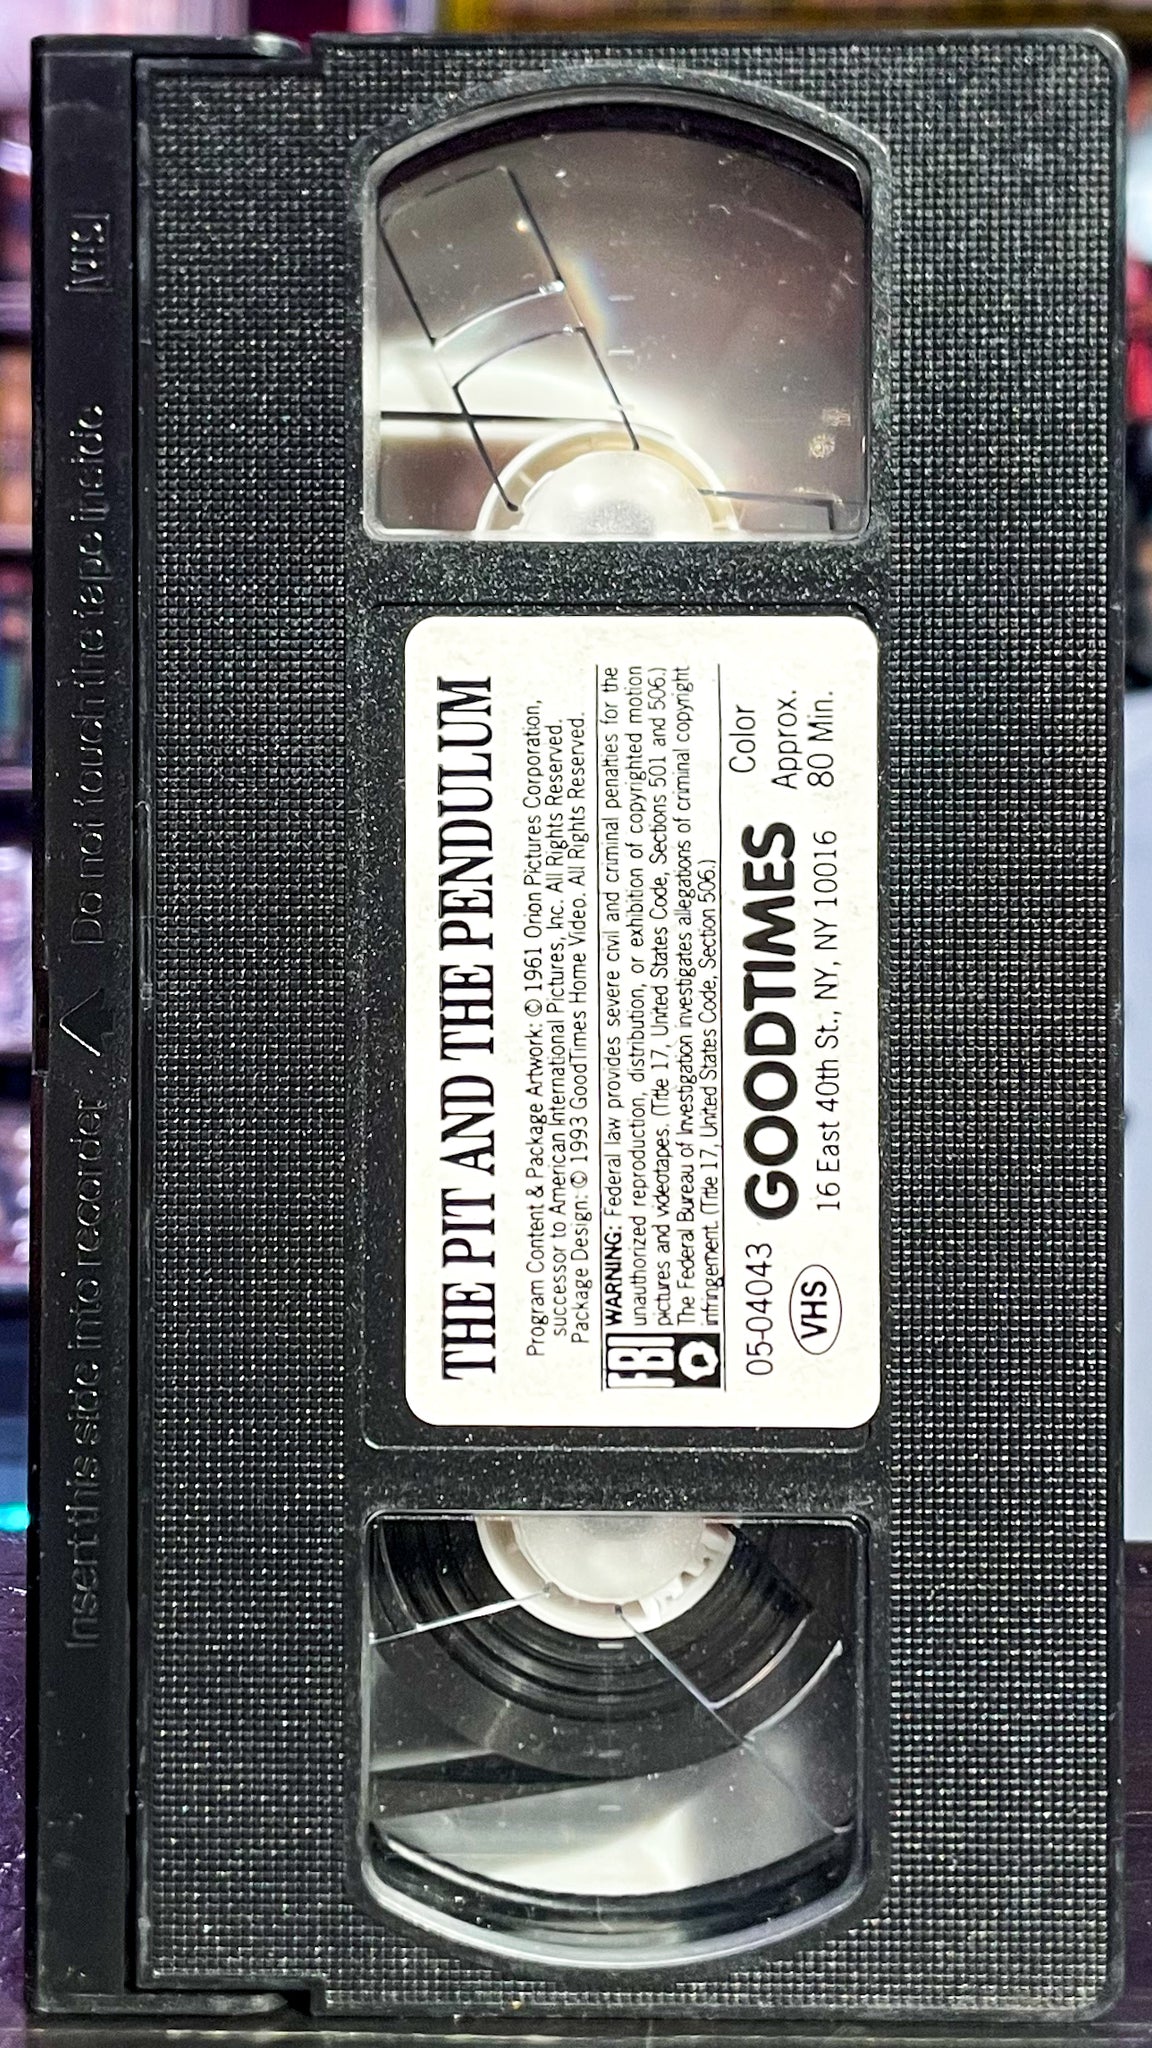 VHS
Insert this side into recorder
Do not touch the tape inside
THE PIT AND THE PENDULUM
Program Content & Package Artwork: © 1961 Orion Pictures Corporation,
successor to American International Pictures, Inc. All Rights Reserved.
Package Design: © 1993 GoodTimes Home Video. All Rights Reserved.
FBI
WARNING: Federal law provides severe civil and criminal penalties for the
unauthorized reproduction, distribution, or exhibition of copyrighted motion
pictures and videotapes. (Title 17, United States Code, Sections 501 and 506.)
The Federal Bureau of Investigation investigates allegations of criminal copyright
infringement. (Title 17, United States Code, Section 506.)
05-04043 GOODTIMES Color
VHS
16 East 40th St., NY, NY 10016
Approx.
80 Min.